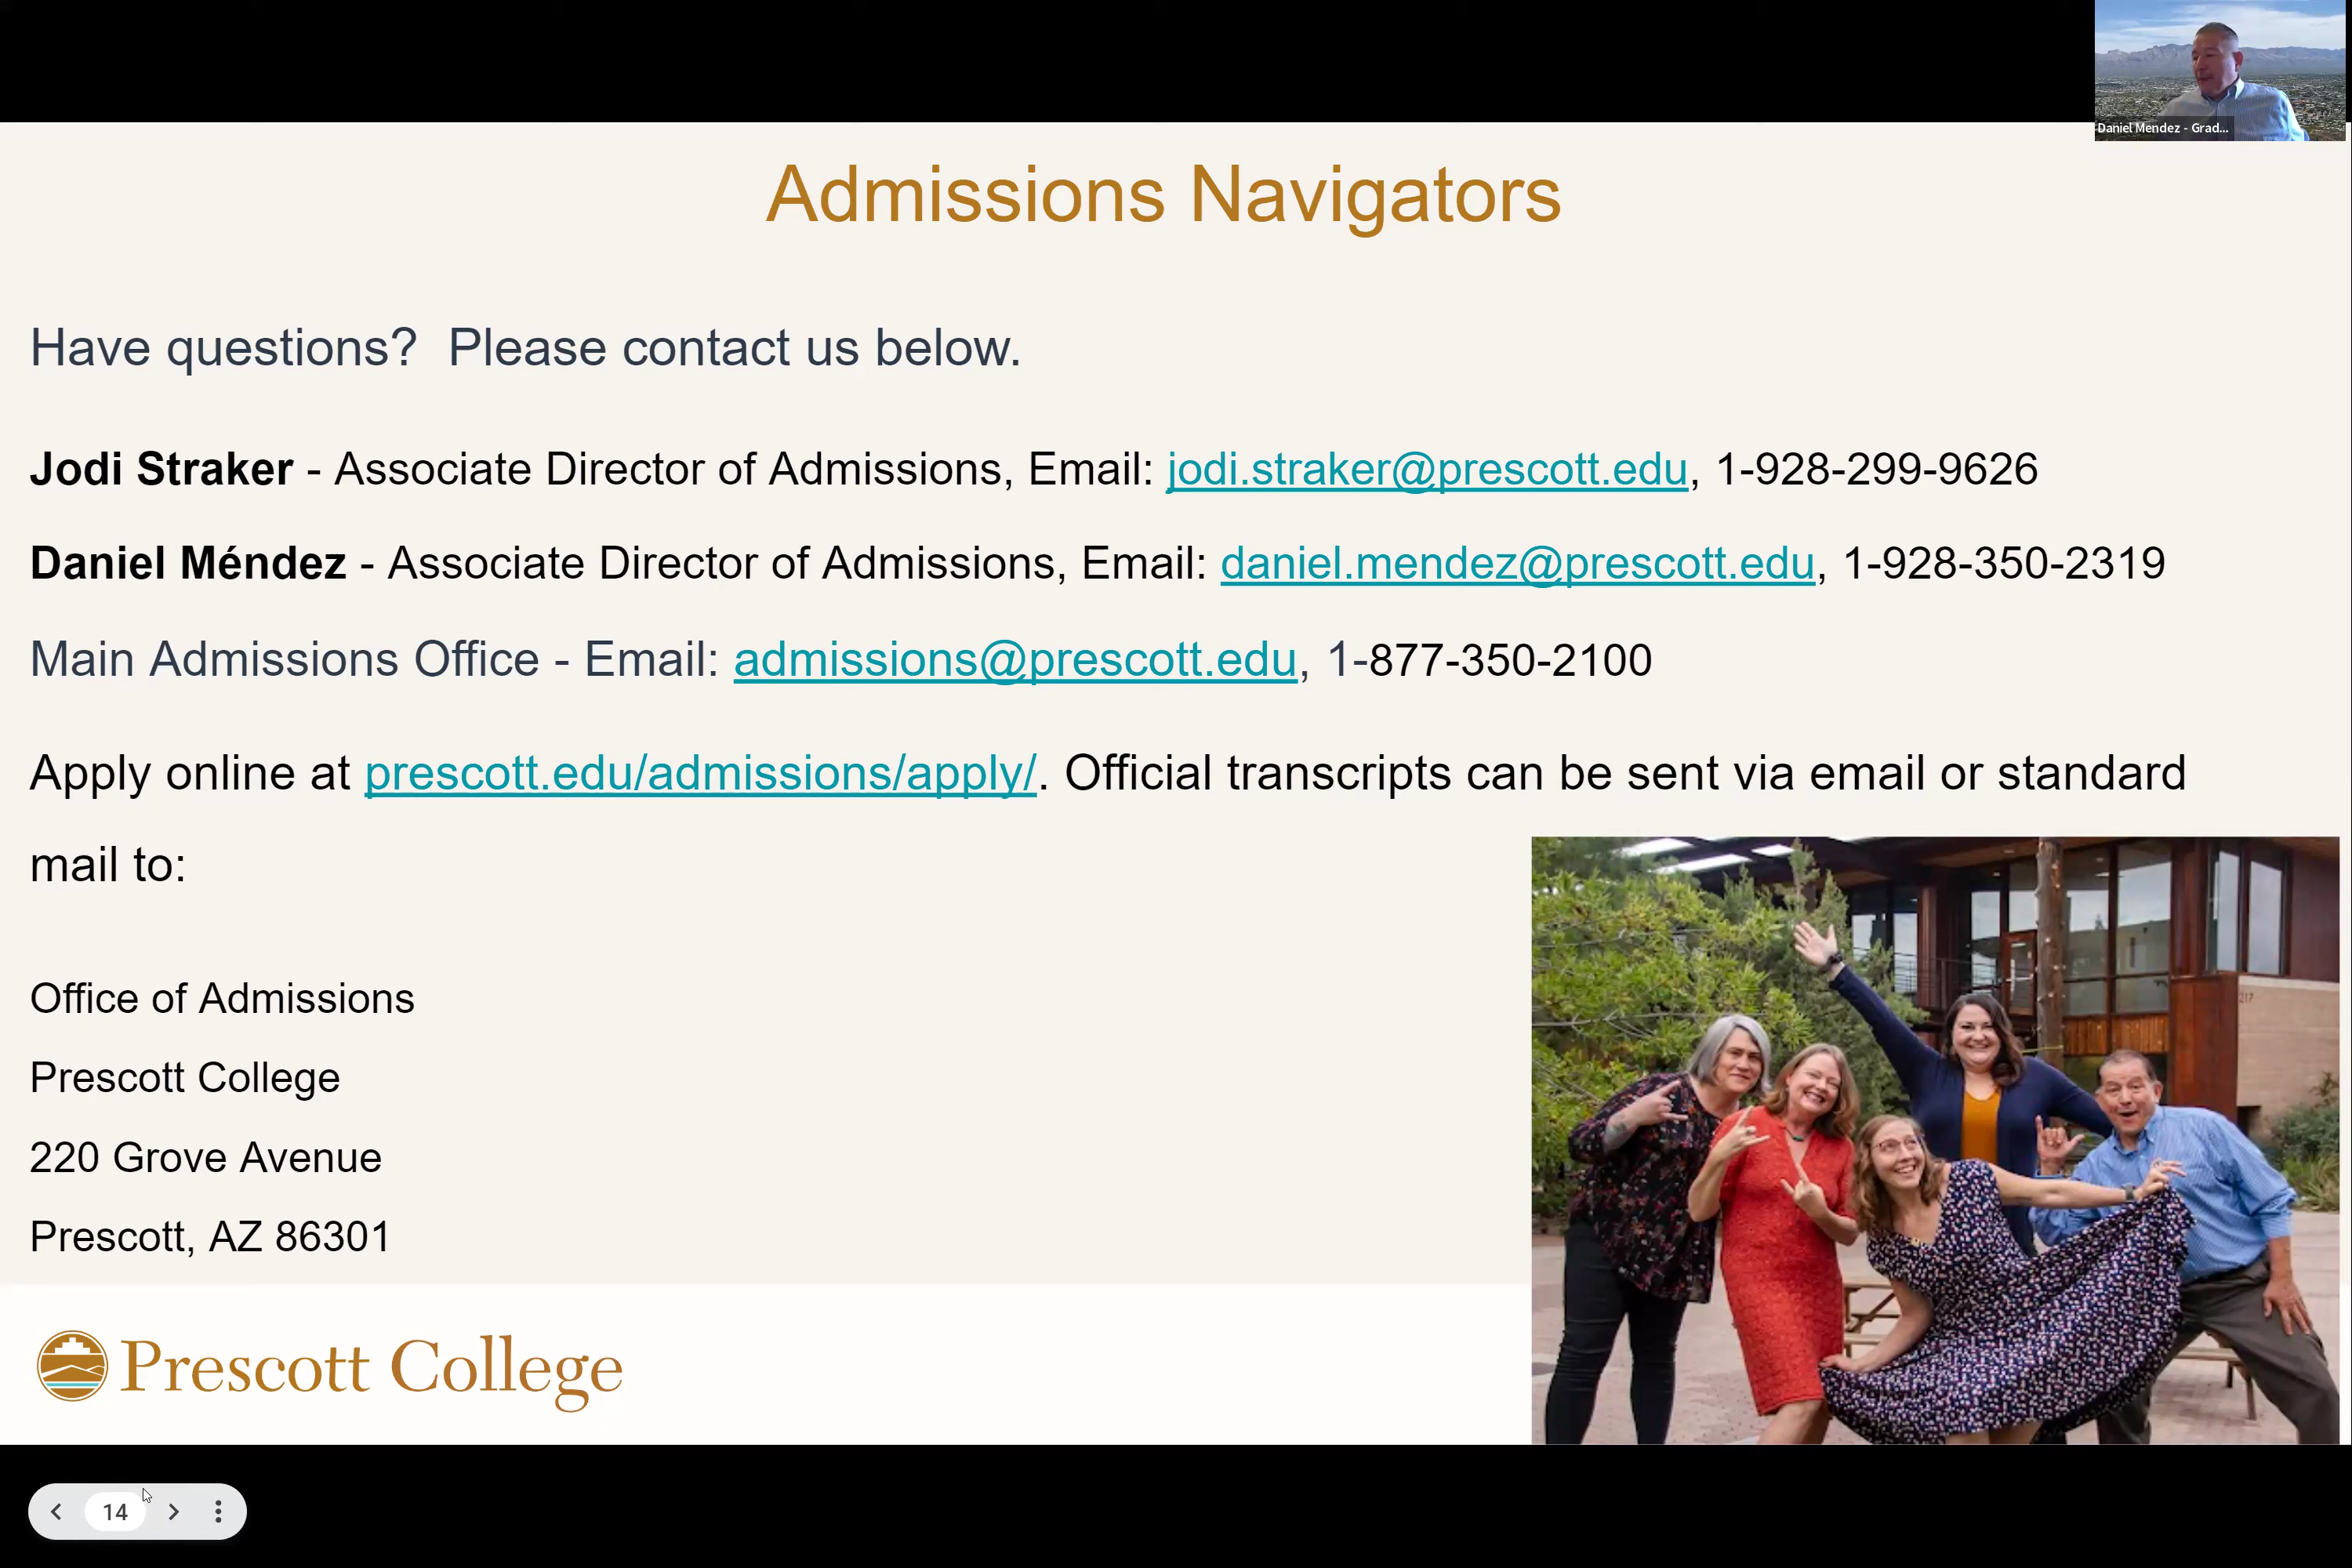 Daniel Mendez - Grad...
Admissions Navigators
Have questions?  Please contact us below.
Jodi Straker - Associate Director of Admissions, Email: jodi.straker@prescott.edu, 1-928-299-9626
Daniel Méndez - Associate Director of Admissions, Email: daniel.mendez@prescott.edu, 1-928-350-2319
Main Admissions Office - Email: admissions@prescott.edu, 1-877-350-2100
Apply online at prescott.edu/admissions/apply/. Official transcripts can be sent via email or standard
mail to:
Office of Admissions
Prescott College
220 Grove Avenue
Prescott, AZ 86301
217
Prescott College
14